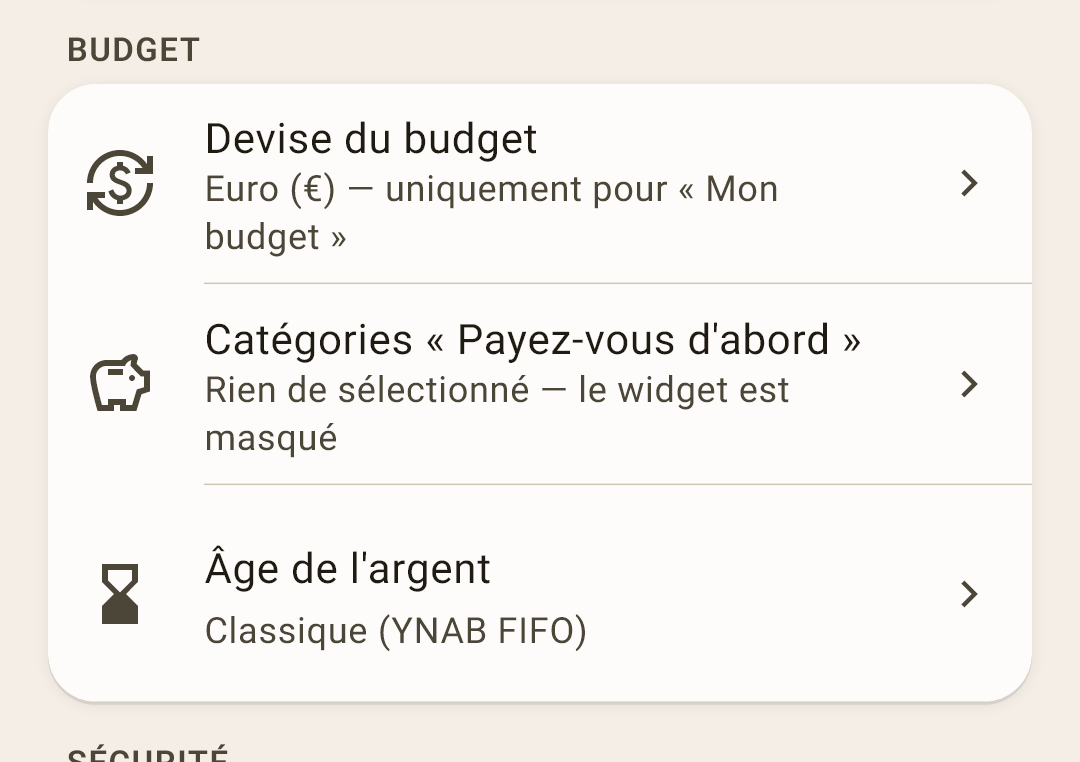 BUDGET
Devise du budget
Euro (€) — uniquement pour « Mon
budget »
Catégories « Payez-vous d'abord »
Rien de sélectionné — le widget est
masqué
Âge de l'argent
Classique (YNAB FIFO)
SÉCURITÉ